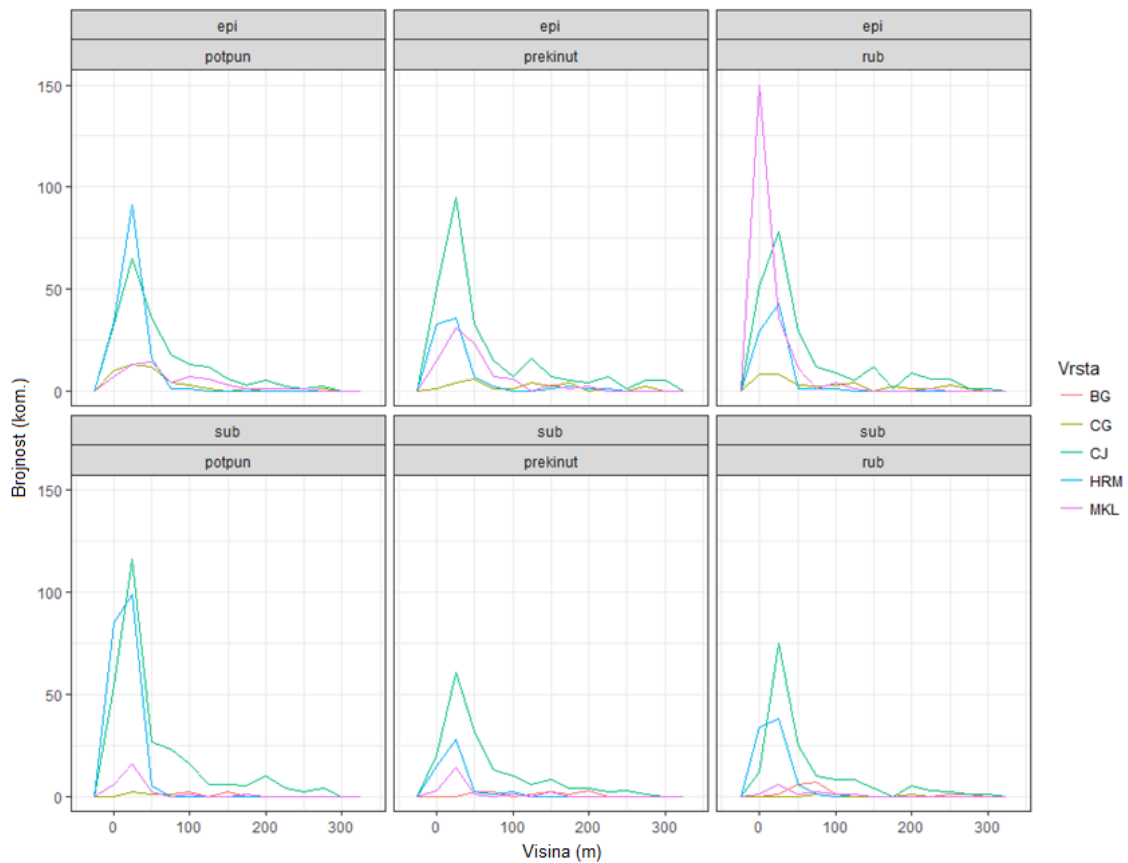 epi epi epi
potpun prekinut rub
150
100
50
0
Brojnost (kom.)
sub sub sub
potpun prekinut rub
150
100
50
0
0 100 200 300 0 100 200 300 0 100 200 300
Visina (m)
Vrsta
BG
CG
CJ
HRM
MKL